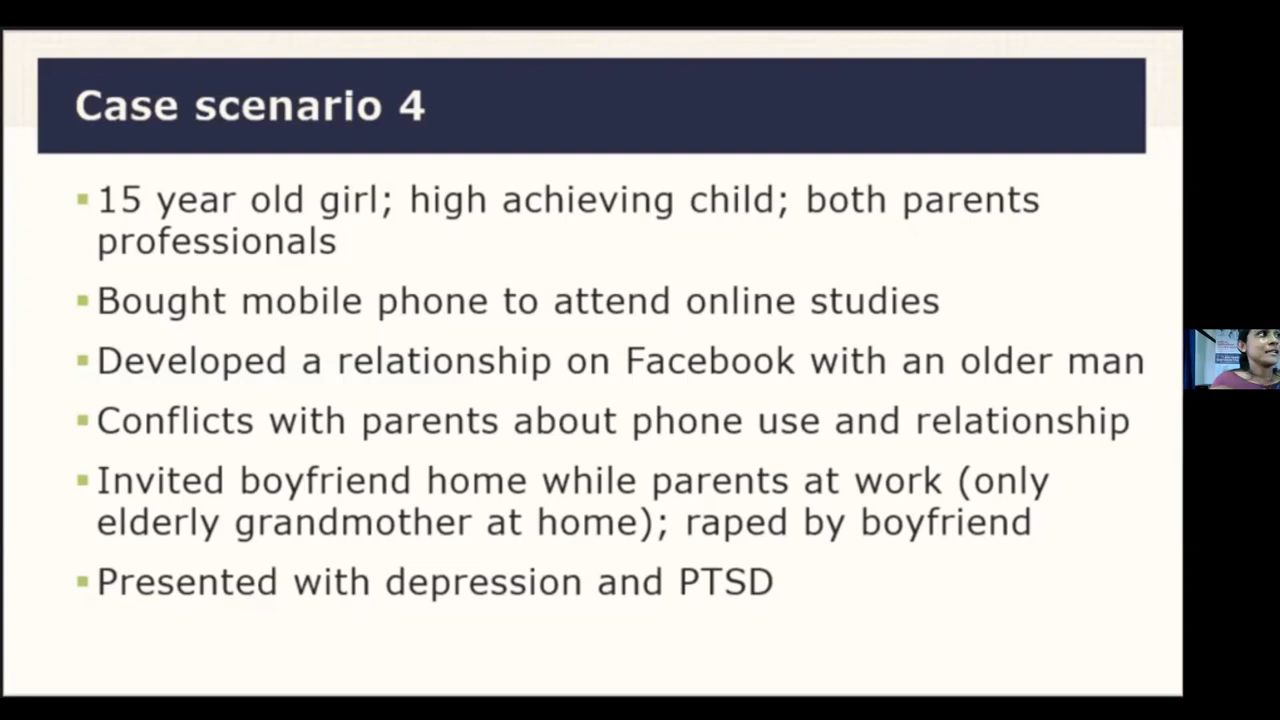 Case scenario 4
▪ 15 year old girl; high achieving child; both parents
professionals
▪ Bought mobile phone to attend online studies
▪ Developed a relationship on Facebook with an older man
▪ Conflicts with parents about phone use and relationship
▪ Invited boyfriend home while parents at work (only
elderly grandmother at home); raped by boyfriend
▪ Presented with depression and PTSD